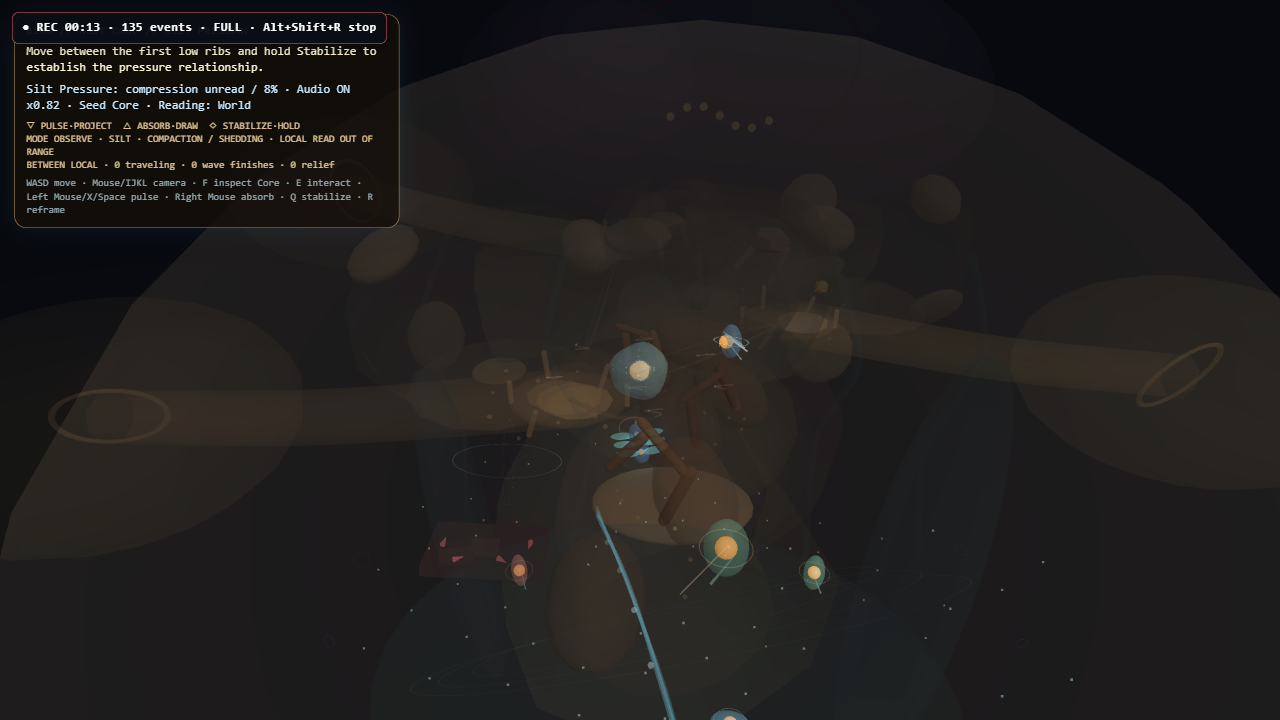 ● REC 00:13 · 135 events · FULL · Alt+Shift+R stop
Move between the first low ribs and hold Stabilize to
establish the pressure relationship.
Silt Pressure: compression unread / 8% · Audio ON
x0.82 · Seed Core · Reading: World
▽ PULSE·PROJECT △ ABSORB·DRAW ◇ STABILIZE·HOLD
MODE OBSERVE · SILT · COMPACTION / SHEDDING · LOCAL READ OUT OF
RANGE
BETWEEN LOCAL · 0 traveling · 0 wave finishes · 0 relief
WASD move · Mouse/IJKL camera · F inspect Core · E interact ·
Left Mouse/X/Space pulse · Right Mouse absorb · Q stabilize · R
reframe